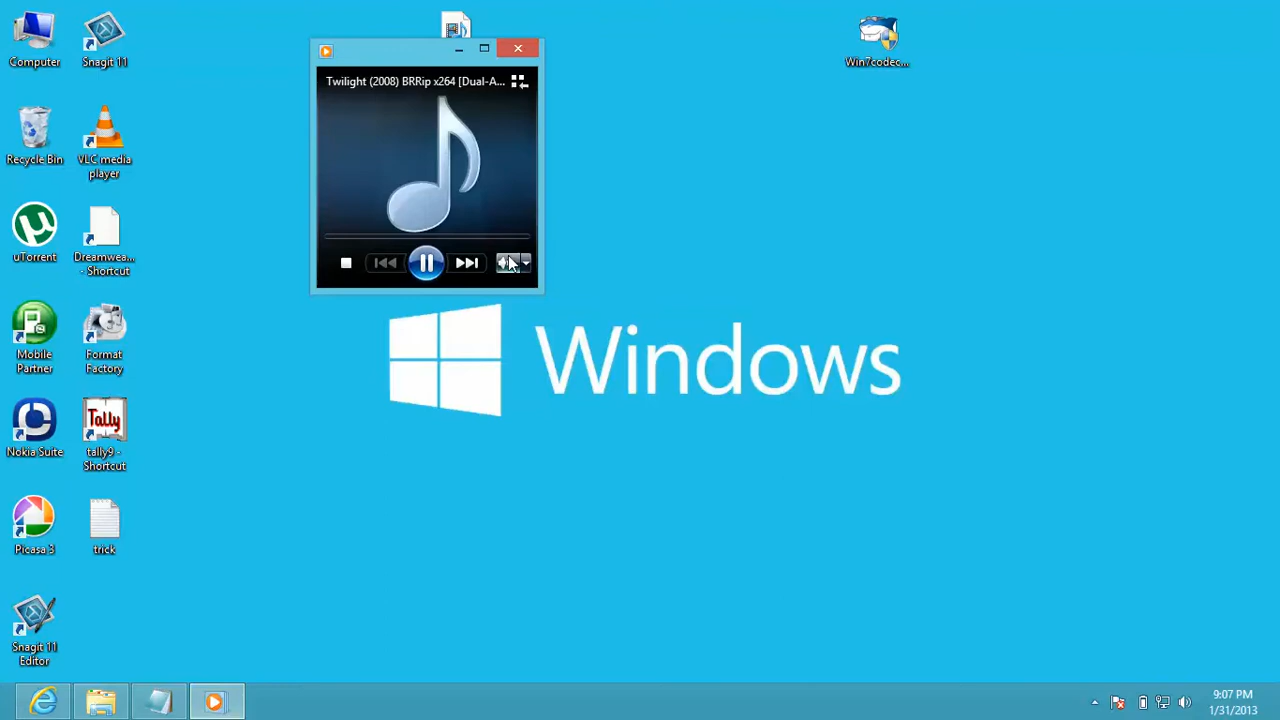 Computer
Snagit 11
Win7codec...
Twilight (2008) BRRip x264 [Dual-A...
Recycle Bin
VLC media
player
uTorrent
Dreamwea...
- Shortcut
Windows
Mobile
Partner
Format
Factory
Nokia Suite
Tally
tally9 -
Shortcut
Picasa 3
trick
Snagit 11
Editor
9:07 PM
1/31/2013